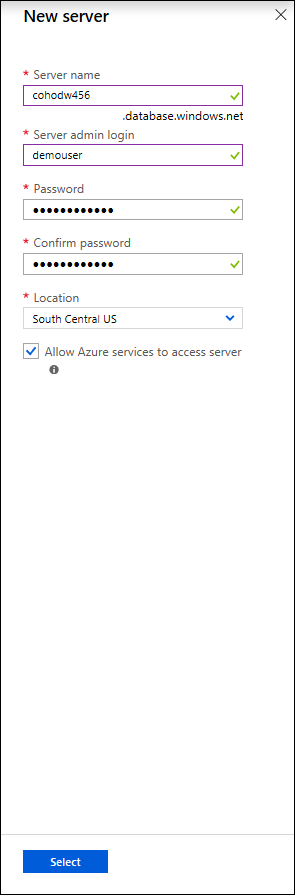 New server
* Server name
cohodw456
.database.windows.net
* Server admin login
demouser
* Password
••••••••••••
* Confirm password
••••••••••••
* Location
South Central US
Allow Azure services to access server
Select